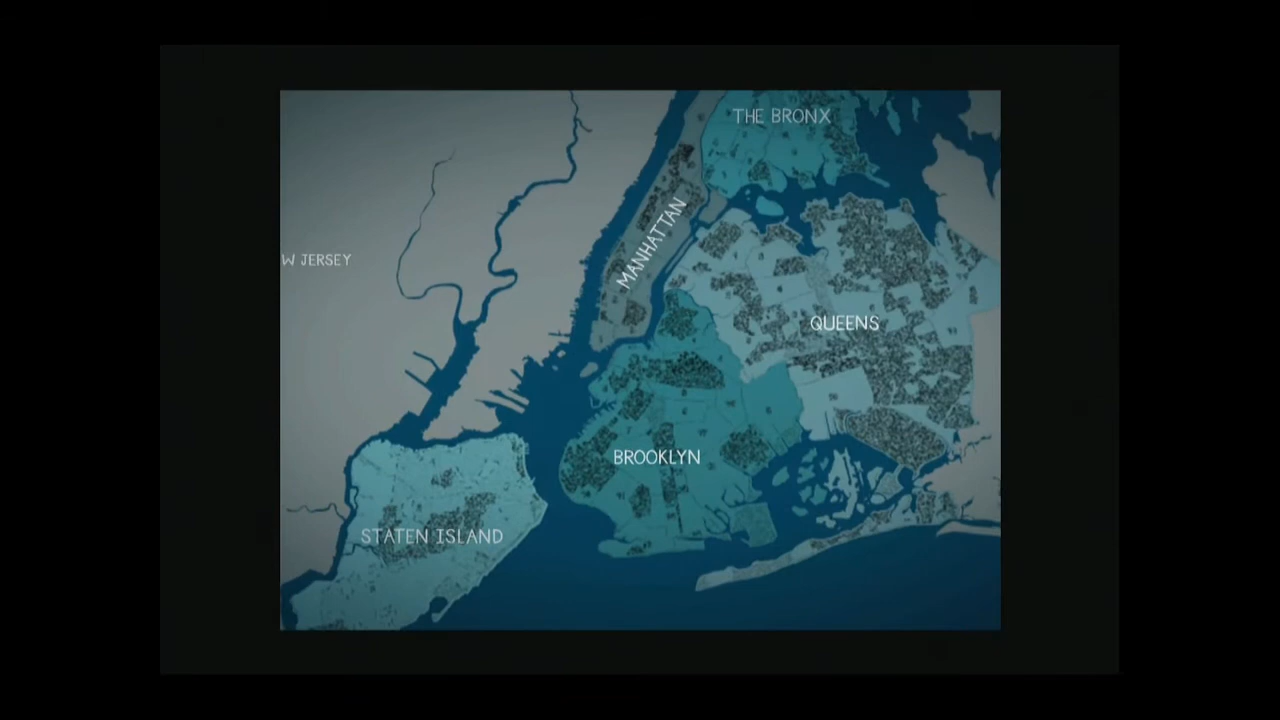 THE BRONX
MANHATTAN
W JERSEY
QUEENS
BROOKLYN
STATEN ISLAND